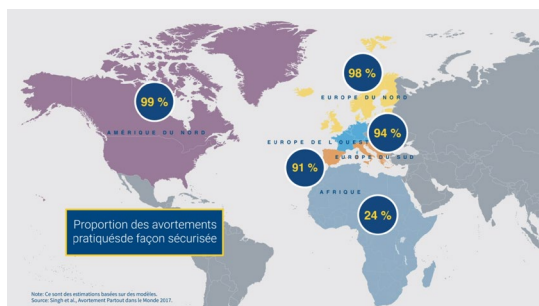 98 %
EUROPE DU NORD
99 %
AMÉRIQUE DU NORD
94 %
EUROPE DE L'OUEST
EUROPE DU SUD
91 %
AFRIQUE
24 %
Proportion des avortements
pratiquésde façon sécurisée
Note: Ce sont des estimations basées sur des modèles.
Source: Singh et al., Avortement Partout dans le Monde 2017.